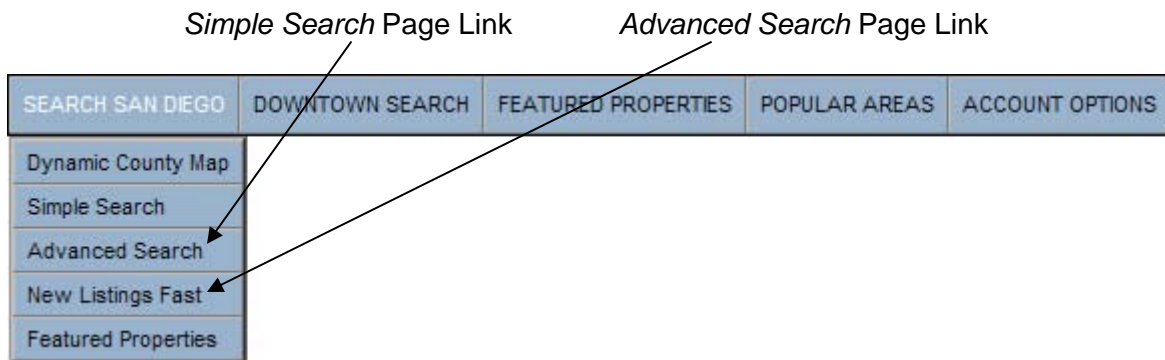 Simple Search Page Link Advanced Search Page Link
SEARCH SAN DIEGO DOWNTOWN SEARCH FEATURED PROPERTIES POPULAR AREAS ACCOUNT OPTIONS
Dynamic County Map
Simple Search
Advanced Search
New Listings Fast
Featured Properties